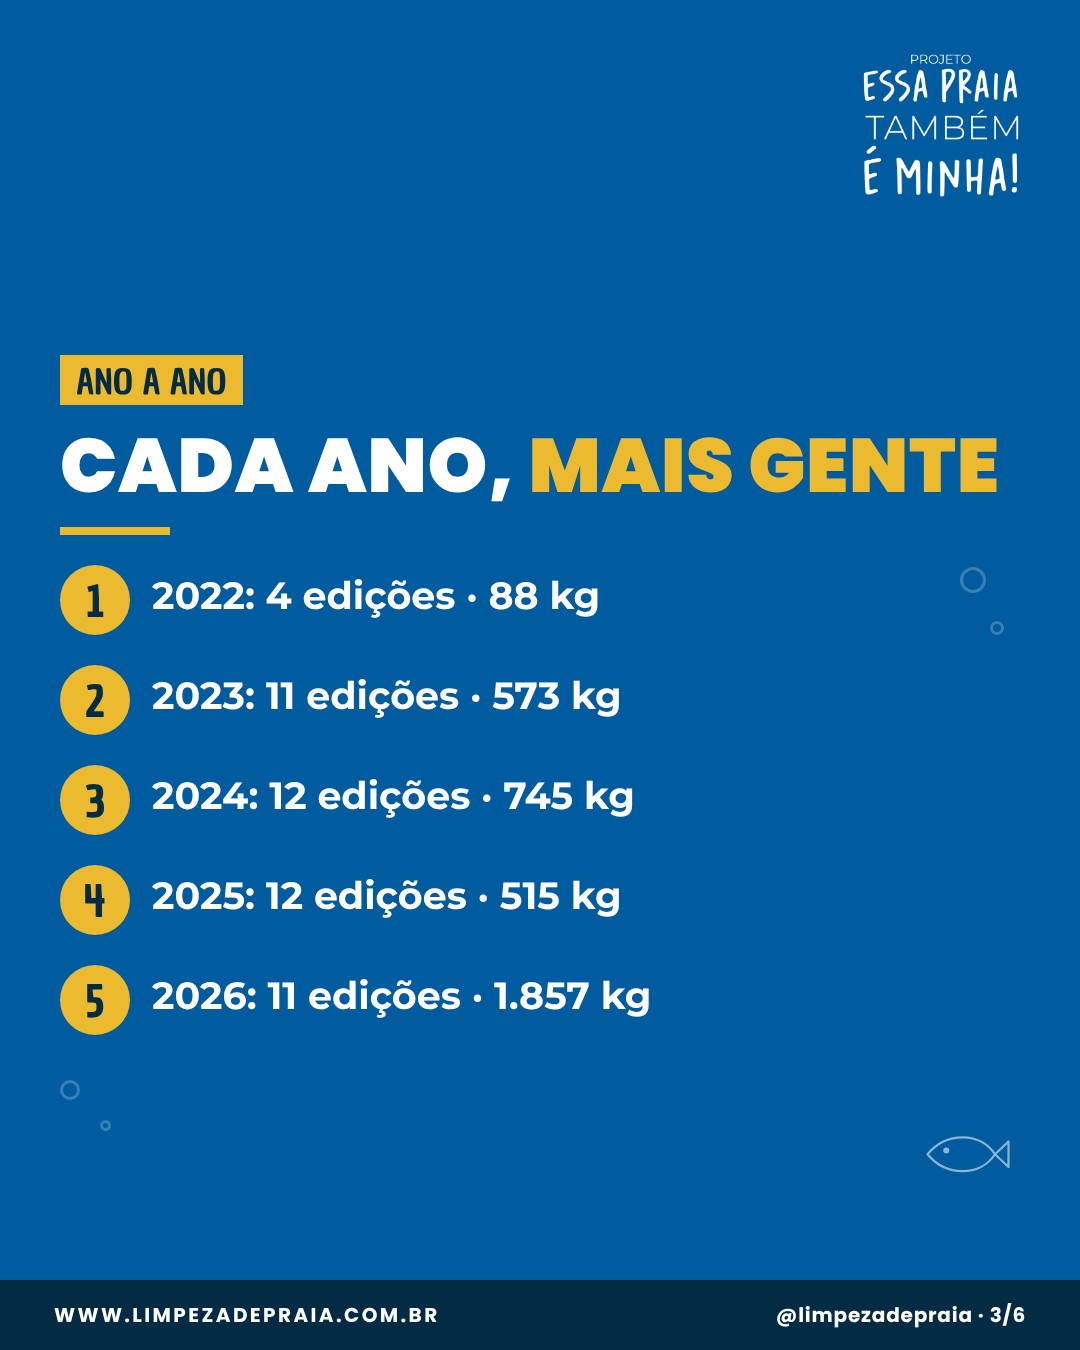 PROJETO
ESSA PRAIA
TAMBÉM
É MINHA!
ANO A ANO
CADA ANO, MAIS GENTE
1 2022: 4 edições · 88 kg
2 2023: 11 edições · 573 kg
3 2024: 12 edições · 745 kg
4 2025: 12 edições · 515 kg
5 2026: 11 edições · 1.857 kg
WWW.LIMPEZADEPRAIA.COM.BR
@limpezadepraia · 3/6